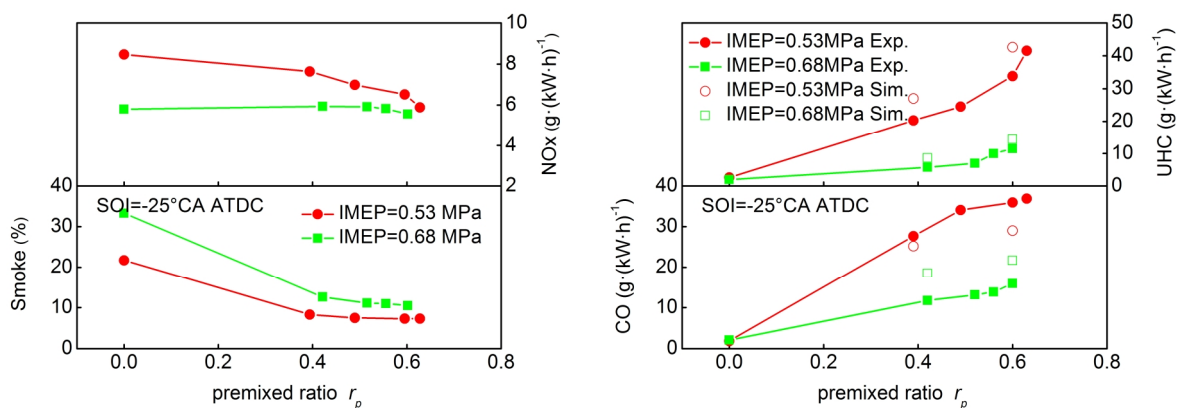 10
8
6
4
2
NOx (g·(kW·h)⁻¹
40
30
20
10
0
Smoke (%)
SOI=-25°CA ATDC
IMEP=0.53 MPa
IMEP=0.68 MPa
0.0 0.2 0.4 0.6 0.8
premixed ratio r_p
IMEP=0.53MPa Exp.
IMEP=0.68MPa Exp.
IMEP=0.53MPa Sim.
IMEP=0.68MPa Sim.
50
40
30
20
10
0
UHC (g·(kW·h)⁻¹
40
30
20
10
0
CO (g·(kW·h)⁻¹
SOI=-25°CA ATDC
0.0 0.2 0.4 0.6 0.8
premixed ratio r_p